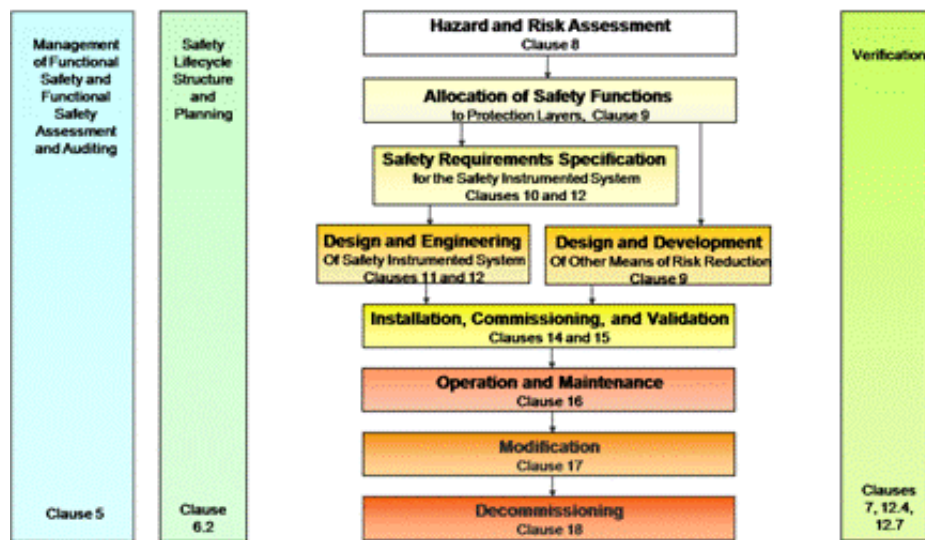 Management
of Functional
Safety and
Functional
Safety
Assessment
and Auditing
Clause 5
Safety
Lifecycle
Structure
and
Planning
Clause
6.2
Hazard and Risk Assessment
Clause 8
Allocation of Safety Functions
to Protection Layers, Clause 9
Safety Requirements Specification
for the Safety Instrumented System
Clauses 10 and 12
Design and Engineering
Of Safety Instrumented System
Clauses 11 and 12
Design and Development
Of Other Means of Risk Reduction
Clause 9
Installation, Commissioning, and Validation
Clauses 14 and 15
Operation and Maintenance
Clause 16
Modification
Clause 17
Decommissioning
Clause 18
Verification
Clauses
7, 12.4,
12.7